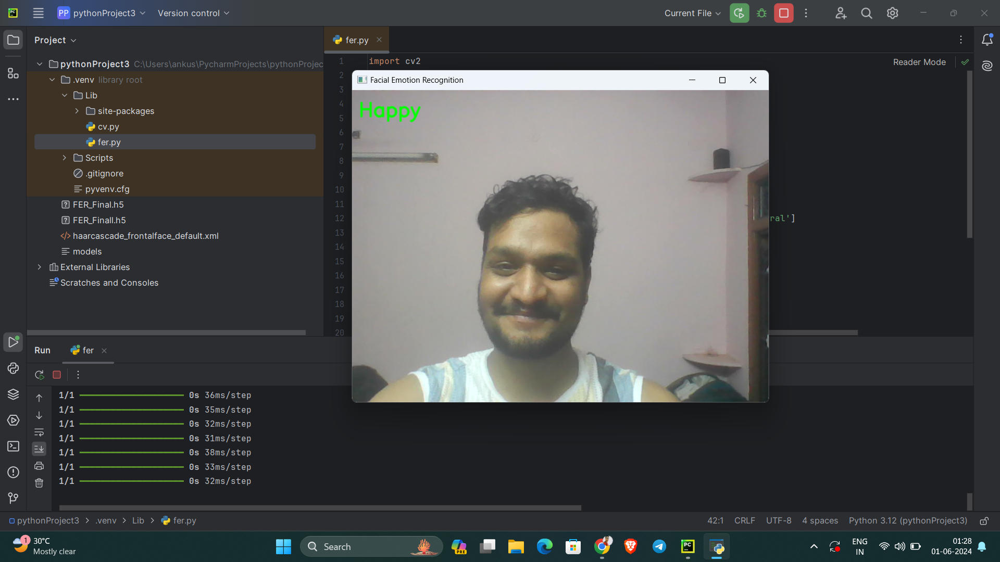 PP pythonProject3
Version control
Current File
Project
fer.py
pythonProject3 C:\Users\ankus\PycharmProjects\pythonProjec
.venv library root
Lib
site-packages
cv.py
fer.py
Scripts
.gitignore
pyvenv.cfg
FER_Final.h5
FER_Finall.h5
haarcascade_frontalface_default.xml
models
External Libraries
Scratches and Consoles
1 import cv2
Reader Mode
2
3
4
5
6
7
8
9
10
11
12 ral']
13
14
15
16
17
18
19
20
Facial Emotion Recognition
Happy
Run
fer
1/1 0s 36ms/step
1/1 0s 35ms/step
1/1 0s 32ms/step
1/1 0s 31ms/step
1/1 0s 38ms/step
1/1 0s 33ms/step
1/1 0s 32ms/step
pythonProject3 > .venv > Lib > fer.py
42:1 CRLF UTF-8 4 spaces Python 3.12 (pythonProject3)
1
30°C
Mostly clear
Search
PRE
PC
ENG
IN
01:28
01-06-2024